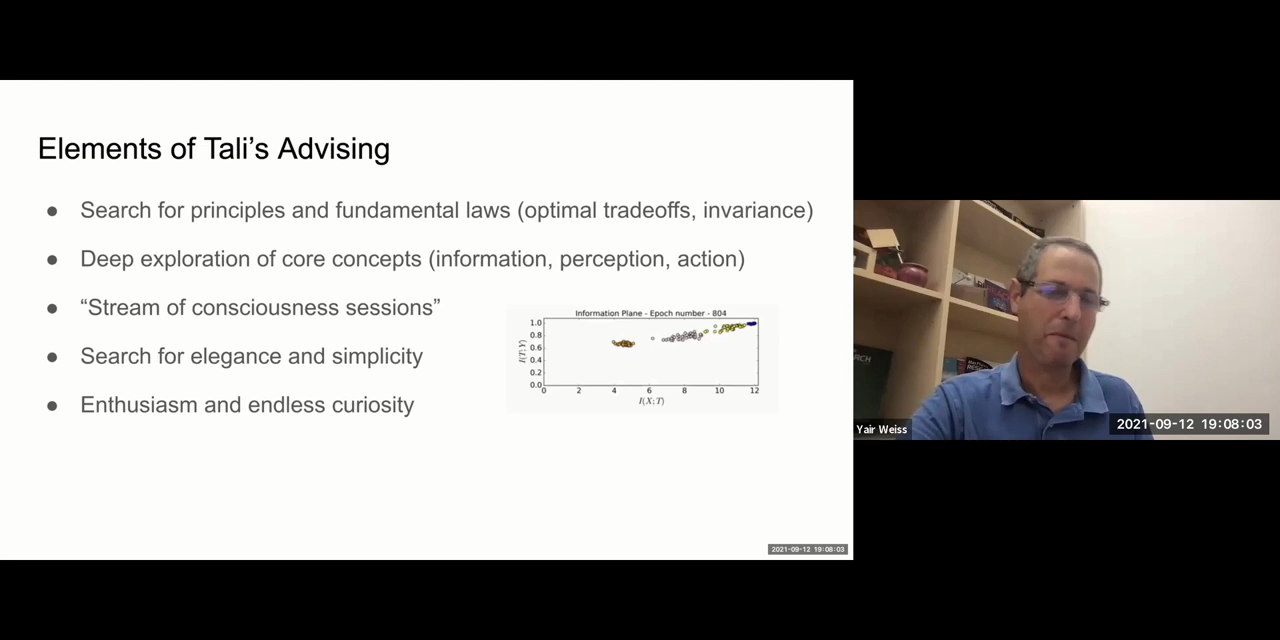 Elements of Tali’s Advising
● Search for principles and fundamental laws (optimal tradeoffs, invariance)
● Deep exploration of core concepts (information, perception, action)
● “Stream of consciousness sessions”
● Search for elegance and simplicity
● Enthusiasm and endless curiosity
Information Plane - Epoch number - 804
I(T;Y)
1.0
0.8
0.6
0.4
0.2
0.0
0 2 4 6 8 10 12
I(X;T)
2021-09-12 19:08:03
Yair Weiss
2021-09-12 19:08:03